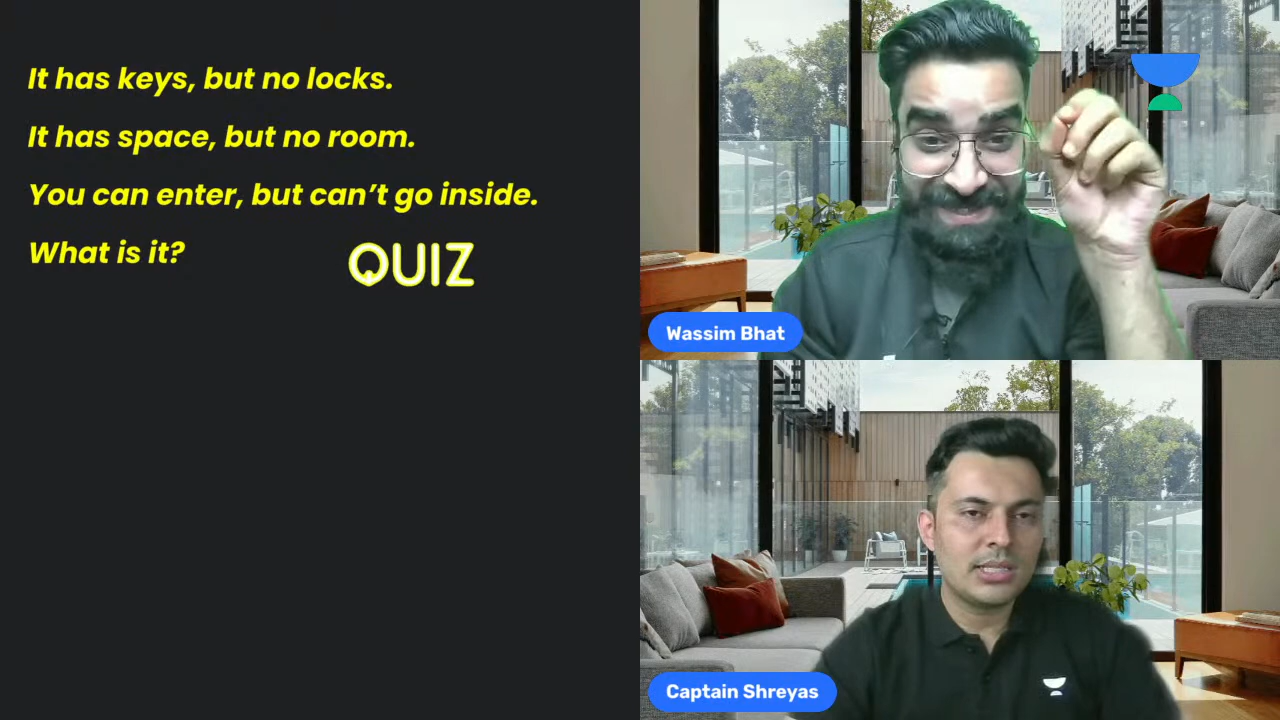 It has keys, but no locks.
It has space, but no room.
You can enter, but can’t go inside.
What is it?
QUIZ
Wassim Bhat
Captain Shreyas